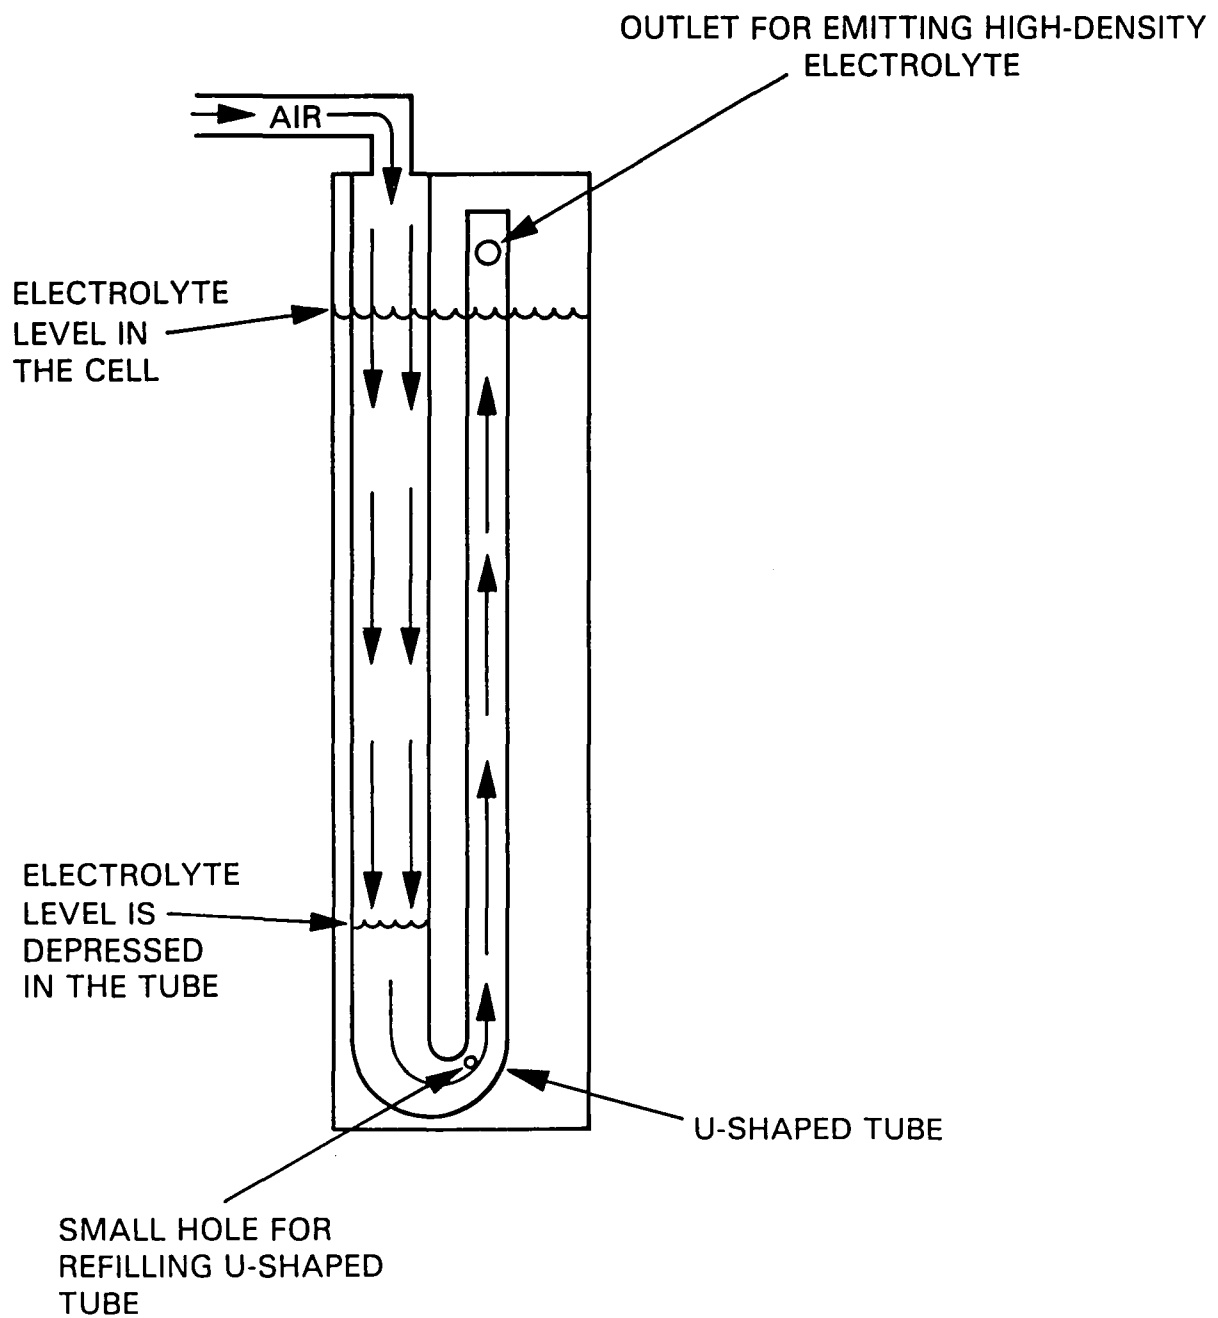 OUTLET FOR EMITTING HIGH-DENSITY
ELECTROLYTE
AIR
ELECTROLYTE
LEVEL IN
THE CELL
ELECTROLYTE
LEVEL IS
DEPRESSED
IN THE TUBE
U-SHAPED TUBE
SMALL HOLE FOR
REFILLING U-SHAPED
TUBE